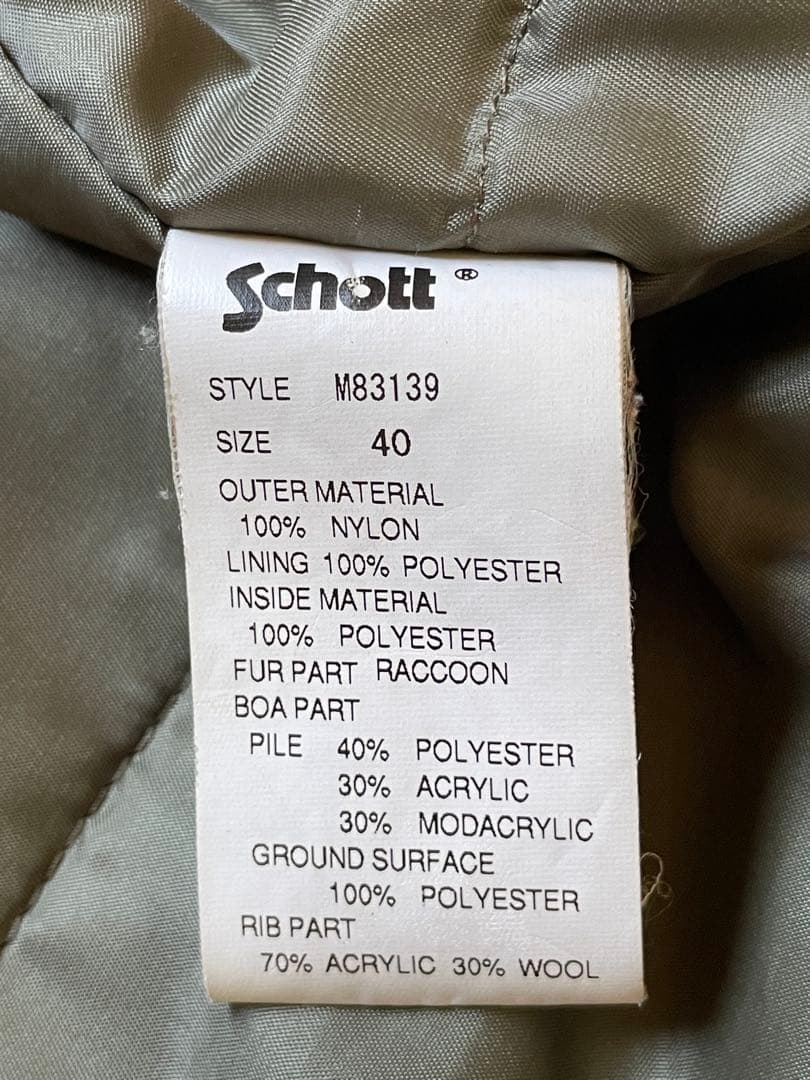 Schott ®
STYLE M83139
SIZE 40
OUTER MATERIAL
100% NYLON
LINING 100% POLYESTER
INSIDE MATERIAL
100% POLYESTER
FUR PART RACCOON
BOA PART
PILE 40% POLYESTER
30% ACRYLIC
30% MODACRYLIC
GROUND SURFACE
100% POLYESTER
RIB PART
70% ACRYLIC 30% WOOL